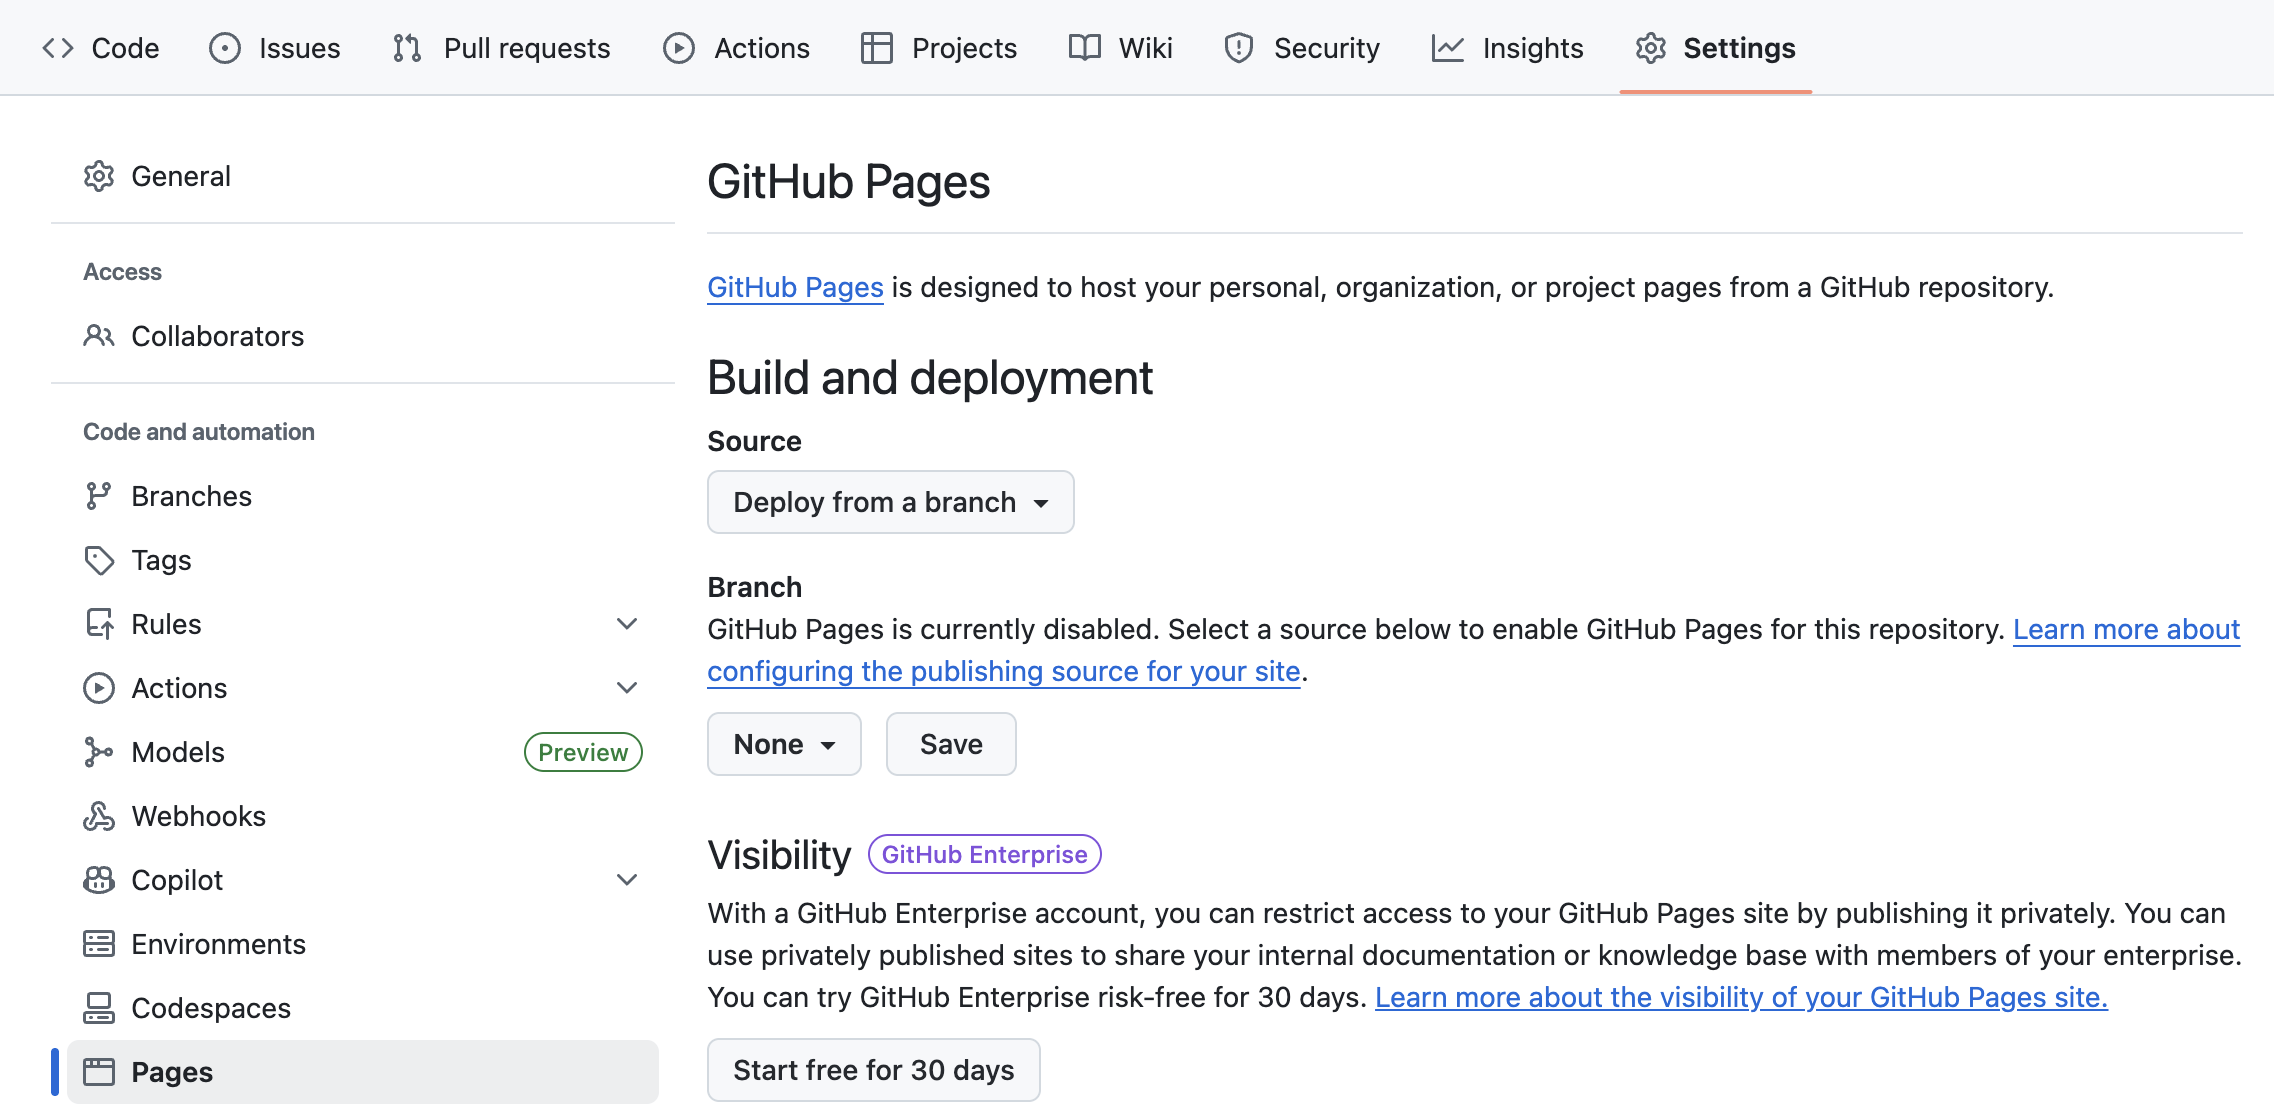 Code Issues Pull requests Actions Projects Wiki Security Insights Settings
General
Access
Collaborators
Code and automation
Branches
Tags
Rules
Actions
Models Preview
Webhooks
Copilot
Environments
Codespaces
Pages
GitHub Pages
GitHub Pages is designed to host your personal, organization, or project pages from a GitHub repository.
Build and deployment
Source
Deploy from a branch
Branch
GitHub Pages is currently disabled. Select a source below to enable GitHub Pages for this repository. Learn more about
configuring the publishing source for your site.
None Save
Visibility GitHub Enterprise
With a GitHub Enterprise account, you can restrict access to your GitHub Pages site by publishing it privately. You can
use privately published sites to share your internal documentation or knowledge base with members of your enterprise.
You can try GitHub Enterprise risk-free for 30 days. Learn more about the visibility of your GitHub Pages site.
Start free for 30 days